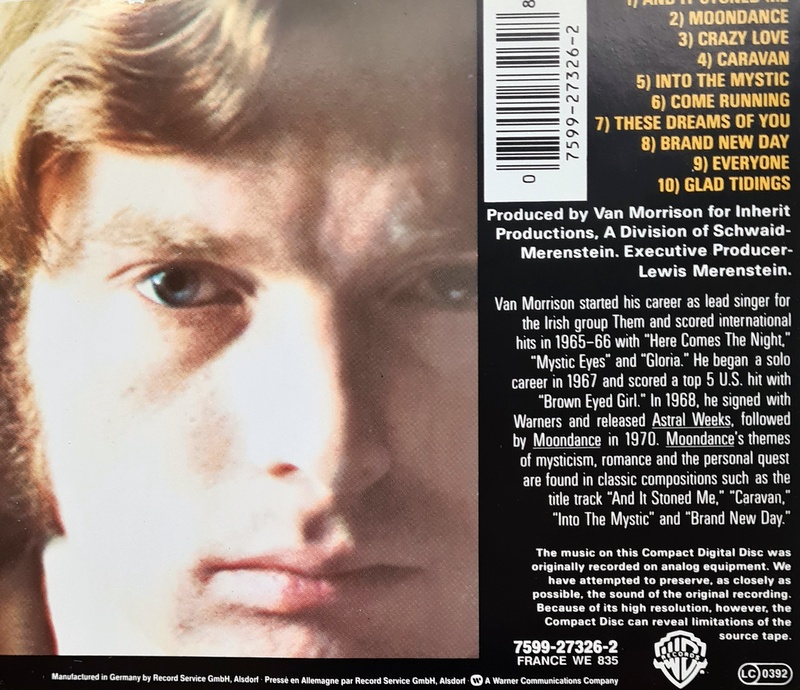 1) AND IT STONED ME
2) MOONDANCE
3) CRAZY LOVE
4) CARAVAN
5) INTO THE MYSTIC
6) COME RUNNING
7) THESE DREAMS OF YOU
8) BRAND NEW DAY
9) EVERYONE
10) GLAD TIDINGS
0 7599-27326-2 8
Produced by Van Morrison for Inherit
Productions, A Division of Schwaid-
Merenstein. Executive Producer-
Lewis Merenstein.
Van Morrison started his career as lead singer for
the Irish group Them and scored international
hits in 1965–66 with "Here Comes The Night,"
"Mystic Eyes" and "Gloria." He began a solo
career in 1967 and scored a top 5 U.S. hit with
"Brown Eyed Girl." In 1968, he signed with
Warners and released Astral Weeks, followed
by Moondance in 1970. Moondance's themes
of mysticism, romance and the personal quest
are found in classic compositions such as the
title track "And It Stoned Me," "Caravan,"
"Into The Mystic" and "Brand New Day."
The music on this Compact Digital Disc was
originally recorded on analog equipment. We
have attempted to preserve, as closely as
possible, the sound of the original recording.
Because of its high resolution, however, the
Compact Disc can reveal limitations of the
source tape.
7599-27326-2
FRANCE WE 835
WB RECORDS
LC 0392
Manufactured in Germany by Record Service GmbH, Alsdorf · Pressé en Allemagne par Record Service GmbH, Alsdorf · A Warner Communications Company